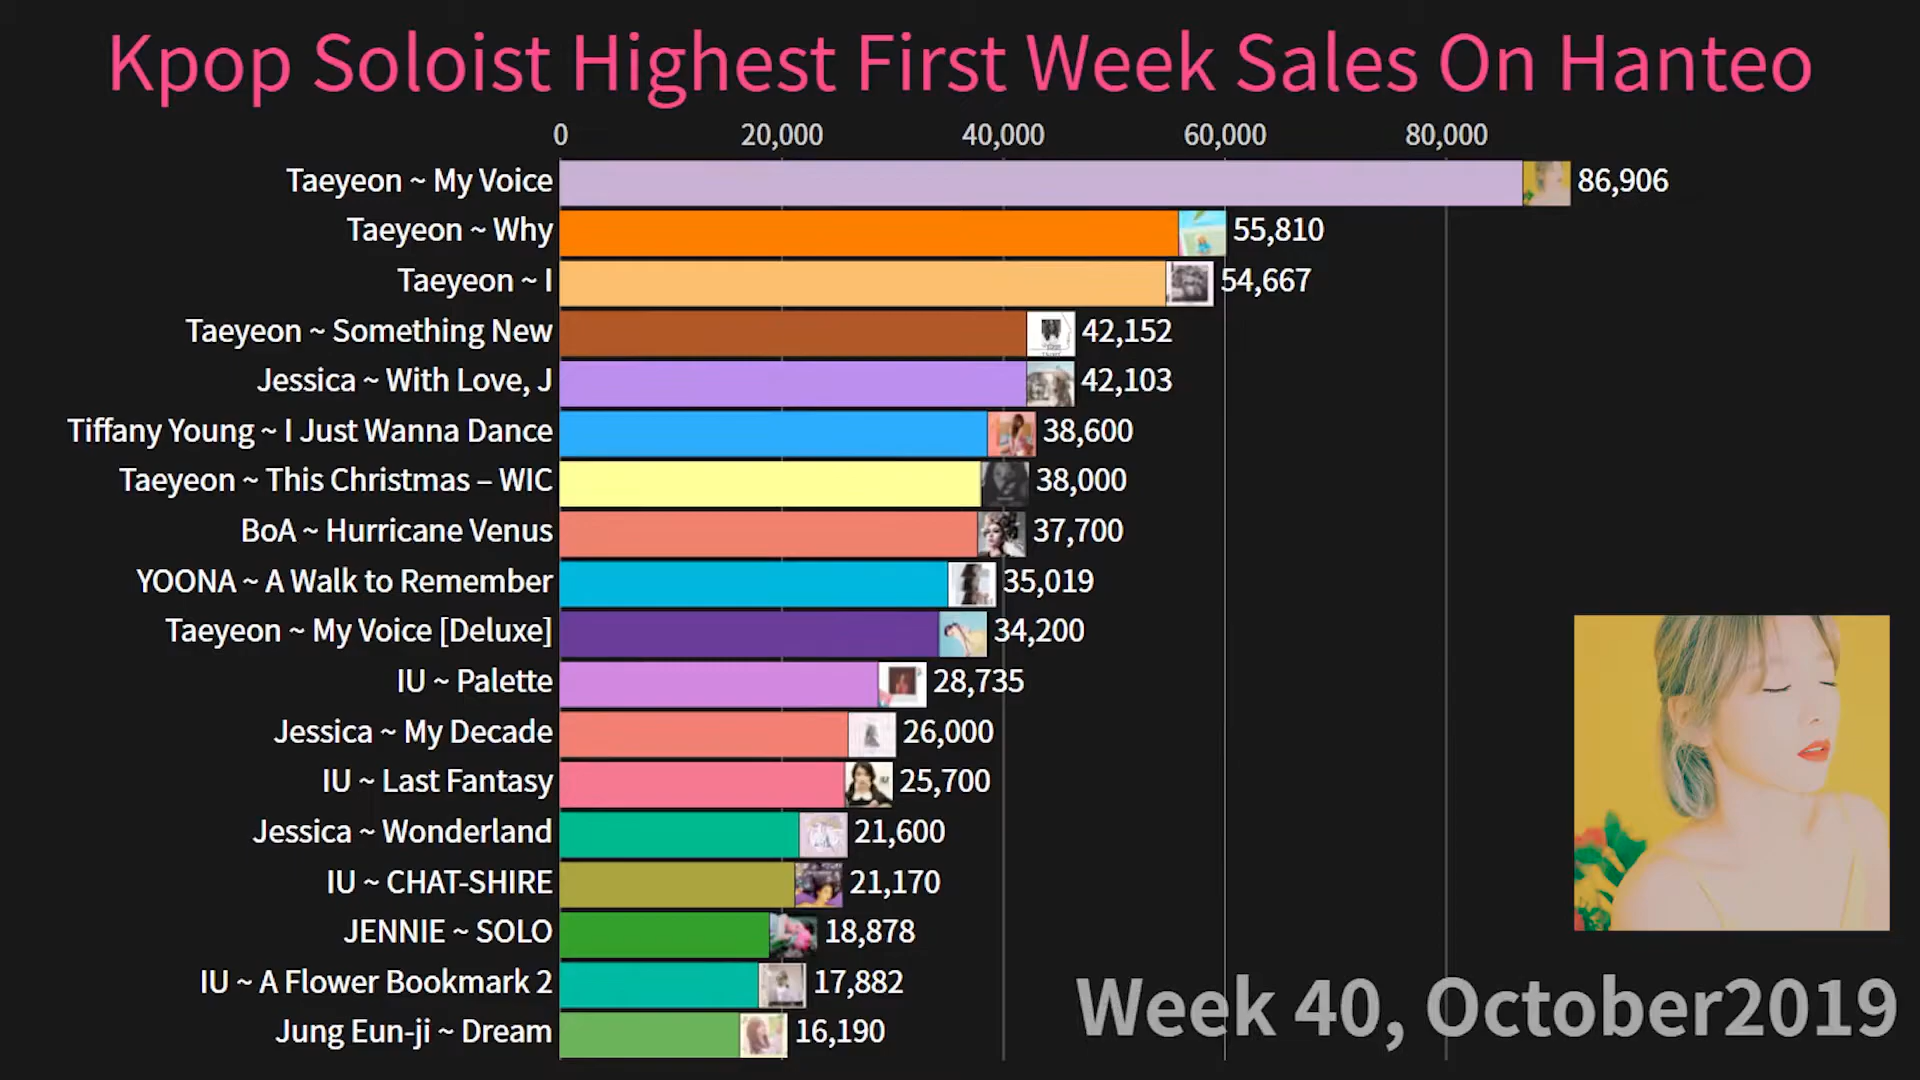 Kpop Soloist Highest First Week Sales On Hanteo
0 20,000 40,000 60,000 80,000
Taeyeon ~ My Voice 86,906
Taeyeon ~ Why 55,810
Taeyeon ~ I 54,667
Taeyeon ~ Something New 42,152
Jessica ~ With Love, J 42,103
Tiffany Young ~ I Just Wanna Dance 38,600
Taeyeon ~ This Christmas – WIC 38,000
BoA ~ Hurricane Venus 37,700
YOONA ~ A Walk to Remember 35,019
Taeyeon ~ My Voice [Deluxe] 34,200
IU ~ Palette 28,735
Jessica ~ My Decade 26,000
IU ~ Last Fantasy 25,700
Jessica ~ Wonderland 21,600
IU ~ CHAT-SHIRE 21,170
JENNIE ~ SOLO 18,878
IU ~ A Flower Bookmark 2 17,882
Jung Eun-ji ~ Dream 16,190
Week 40, October2019